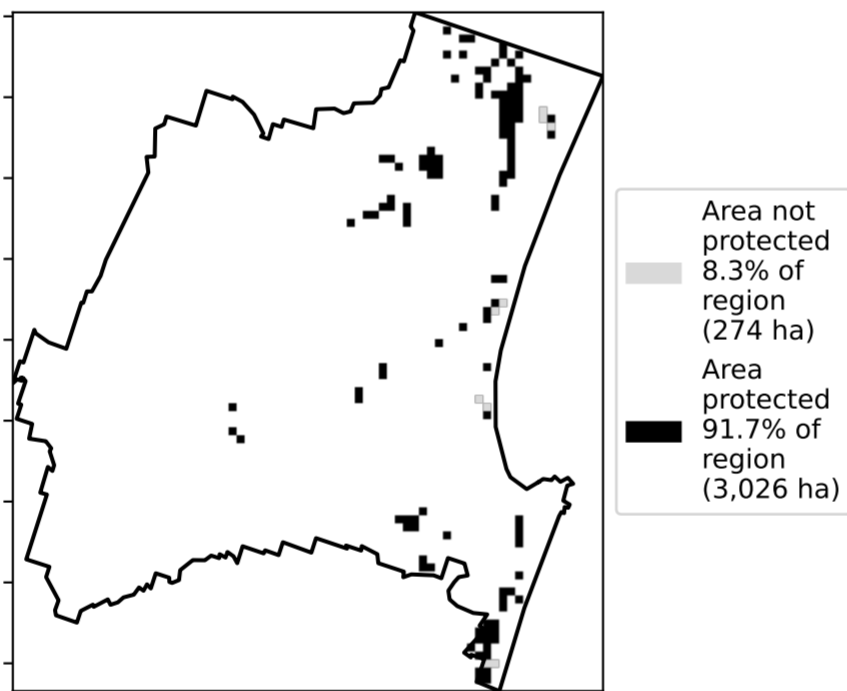 Area not
protected
8.3% of
region
(274 ha)
Area
protected
91.7% of
region
(3,026 ha)